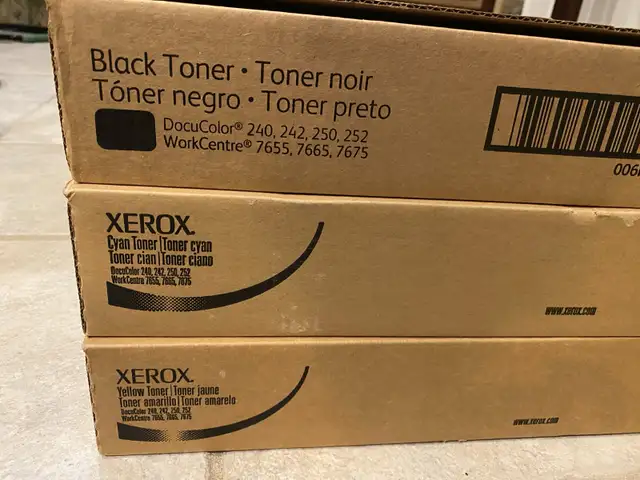 Black Toner • Toner noir
Tóner negro • Toner preto
DocuColor® 240, 242, 250, 252
WorkCentre® 7655, 7665, 7675
006
XEROX.
Cyan Toner | Toner cyan
Toner cian | Toner ciano
DocuColor 240, 242, 250, 252
WorkCentre 7655, 7665, 7675
www.xerox.com
XEROX.
Yellow Toner | Toner jaune
Toner amarillo | Toner amarelo
DocuColor 240, 242, 250, 252
WorkCentre 7655, 7665, 7675
www.xerox.com